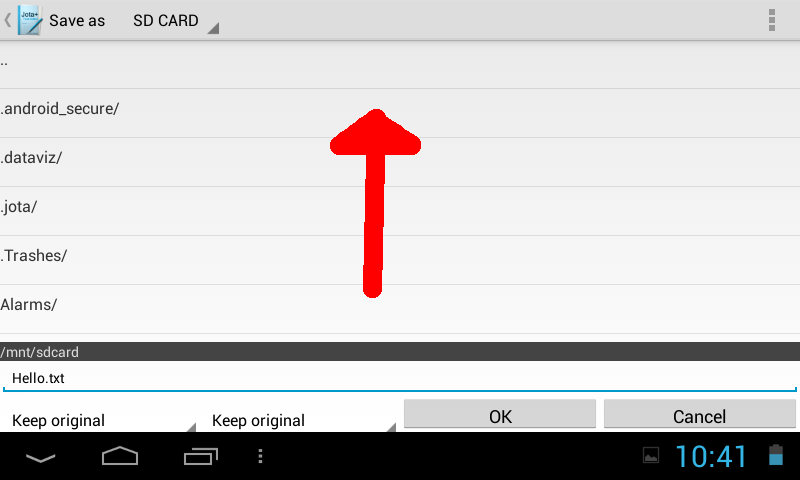 Jota+
Save as SD CARD
..
.android_secure/
.dataviz/
.jota/
.Trashes/
Alarms/
/mnt/sdcard
Hello.txt
Keep original Keep original OK Cancel
10:41